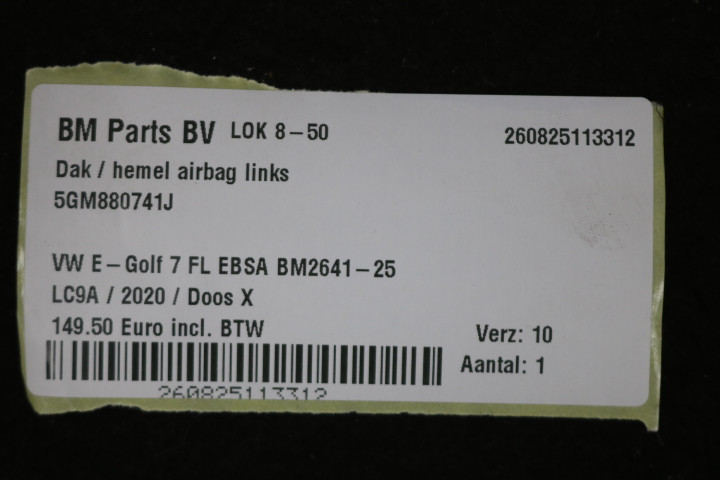 BM Parts BV LOK 8-50 260825113312
Dak / hemel airbag links
5GM880741J
VW E-Golf 7 FL EBSA BM2641-25
LC9A / 2020 / Doos X
149.50 Euro incl. BTW Verz: 10
Aantal: 1
260825113312